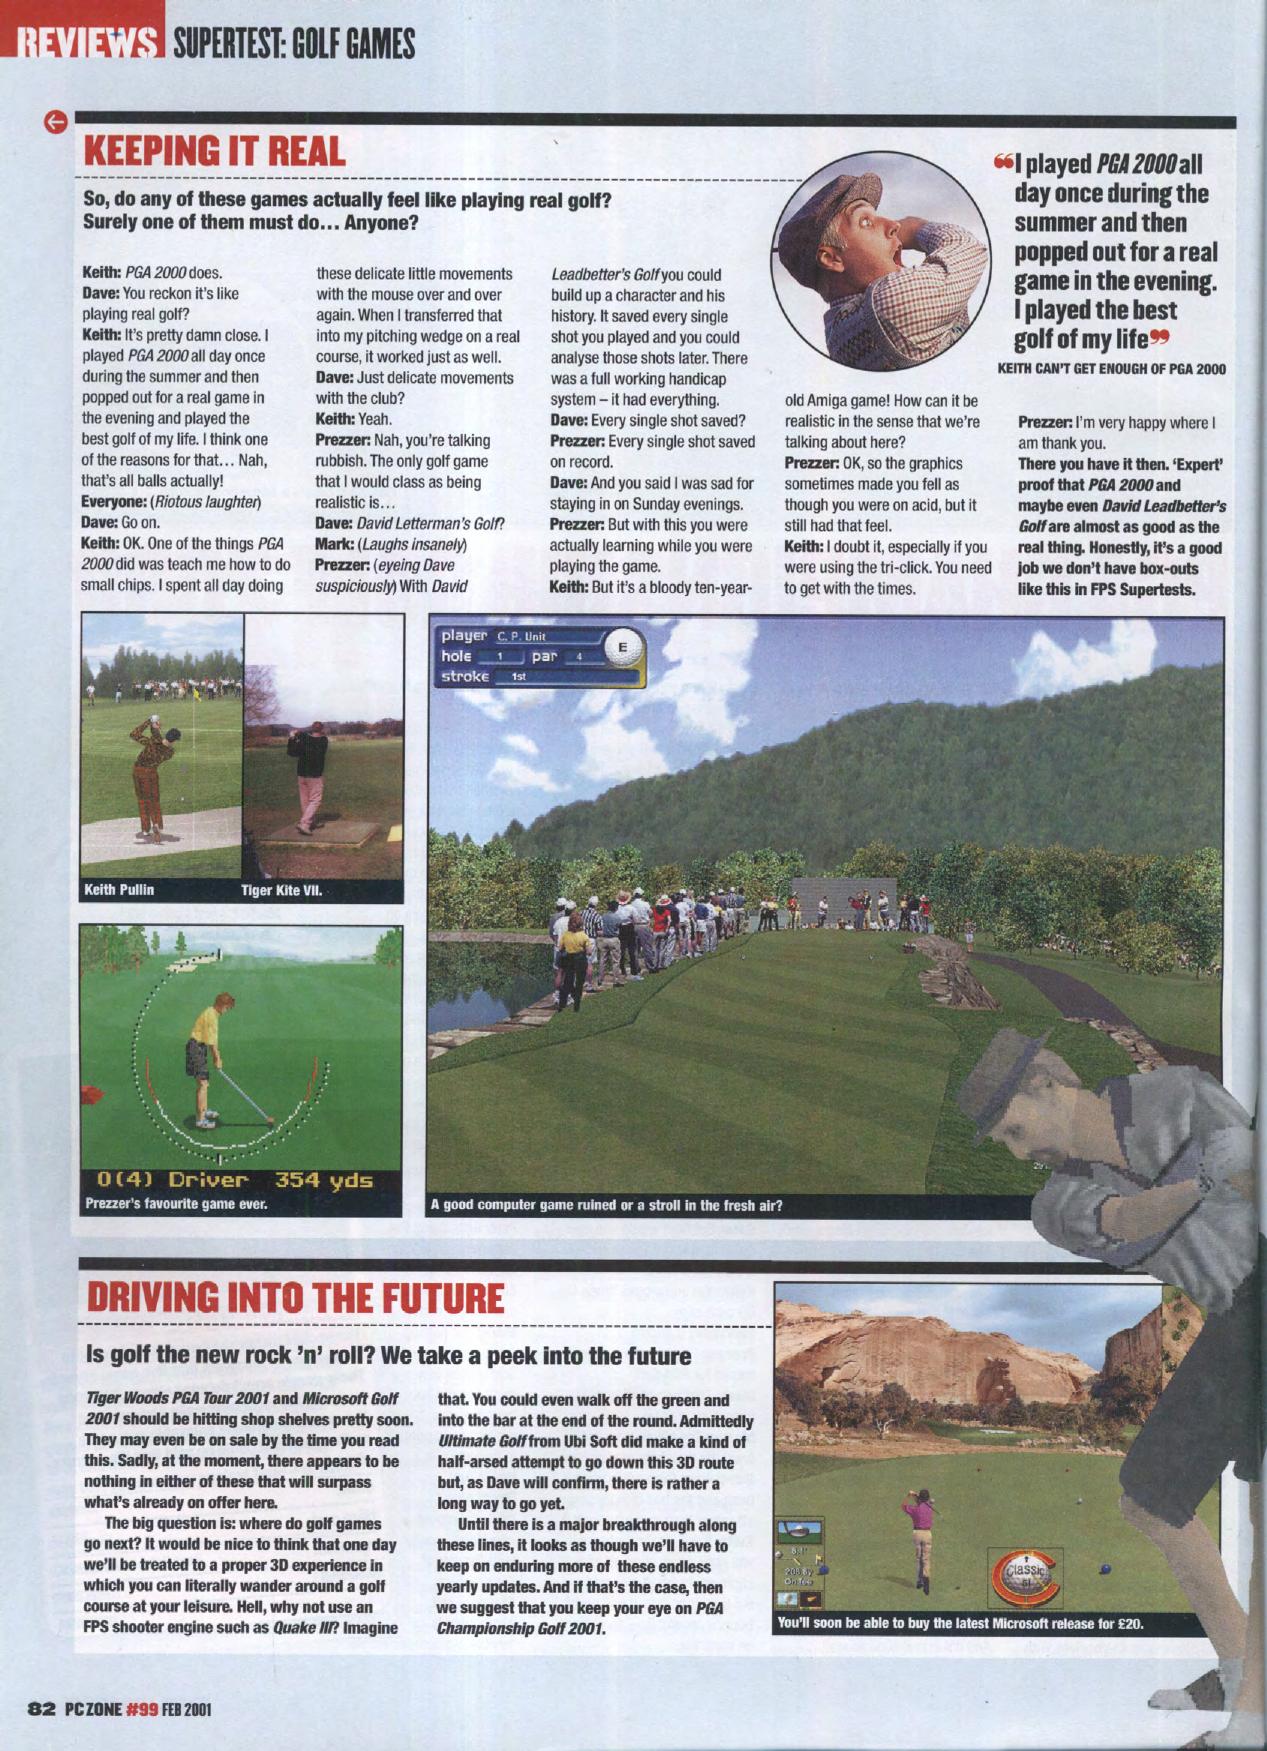 REVIEWS SUPERTEST: GOLF GAMES
KEEPING IT REAL
So, do any of these games actually feel like playing real golf?
Surely one of them must do... Anyone?
Keith: PGA 2000 does.
Dave: You reckon it's like
playing real golf?
Keith: It's pretty damn close. I
played PGA 2000 all day once
during the summer and then
popped out for a real game in
the evening and played the
best golf of my life. I think one
of the reasons for that... Nah,
that's all balls actually!
Everyone: (Riotous laughter)
Dave: Go on.
Keith: OK. One of the things PGA
2000 did was teach me how to do
small chips. I spent all day doing
these delicate little movements
with the mouse over and over
again. When I transferred that
into my pitching wedge on a real
course, it worked just as well.
Dave: Just delicate movements
with the club?
Keith: Yeah.
Prezzer: Nah, you're talking
rubbish. The only golf game
that I would class as being
realistic is...
Dave: David Letterman's Golf?
Mark: (Laughs insanely)
Prezzer: (eyeing Dave
suspiciously) With David
Leadbetter's Golf you could
build up a character and his
history. It saved every single
shot you played and you could
analyse those shots later. There
was a full working handicap
system – it had everything.
Dave: Every single shot saved?
Prezzer: Every single shot saved
on record.
Dave: And you said I was sad for
staying in on Sunday evenings.
Prezzer: But with this you were
actually learning while you were
playing the game.
Keith: But it's a bloody ten-year-
old Amiga game! How can it be
realistic in the sense that we're
talking about here?
Prezzer: OK, so the graphics
sometimes made you fell as
though you were on acid, but it
still had that feel.
Keith: I doubt it, especially if you
were using the tri-click. You need
to get with the times.
“I played PGA 2000 all
day once during the
summer and then
popped out for a real
game in the evening.
I played the best
golf of my life”
KEITH CAN'T GET ENOUGH OF PGA 2000
Prezzer: I'm very happy where I
am thank you.
There you have it then. 'Expert'
proof that PGA 2000 and
maybe even David Leadbetter's
Golf are almost as good as the
real thing. Honestly, it's a good
job we don't have box-outs
like this in FPS Supertests.
Keith Pullin
Tiger Kite VII.
player C. P. Unit
hole 1 par 4
E
stroke 1st
0(4) Driver 354 yds
Prezzer's favourite game ever.
A good computer game ruined or a stroll in the fresh air?
DRIVING INTO THE FUTURE
Is golf the new rock 'n' roll? We take a peek into the future
Tiger Woods PGA Tour 2001 and Microsoft Golf
2001 should be hitting shop shelves pretty soon.
They may even be on sale by the time you read
this. Sadly, at the moment, there appears to be
nothing in either of these that will surpass
what's already on offer here.
The big question is: where do golf games
go next? It would be nice to think that one day
we'll be treated to a proper 3D experience in
which you can literally wander around a golf
course at your leisure. Hell, why not use an
FPS shooter engine such as Quake III? Imagine
that. You could even walk off the green and
into the bar at the end of the round. Admittedly
Ultimate Golf from Ubi Soft did make a kind of
half-arsed attempt to go down this 3D route
but, as Dave will confirm, there is rather a
long way to go yet.
Until there is a major breakthrough along
these lines, it looks as though we'll have to
keep on enduring more of these endless
yearly updates. And if that's the case, then
we suggest that you keep your eye on PGA
Championship Golf 2001.
Classic
On Tee
You'll soon be able to buy the latest Microsoft release for £20.
82 PC ZONE #99 FEB 2001